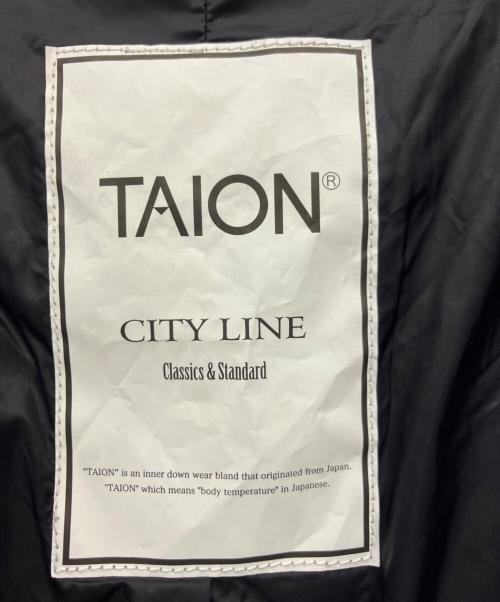 TAION®
CITY LINE
Classics & Standard
"TAION" is an inner down wear bland that originated from Japan.
"TAION" which means "body temperature" in Japanese.